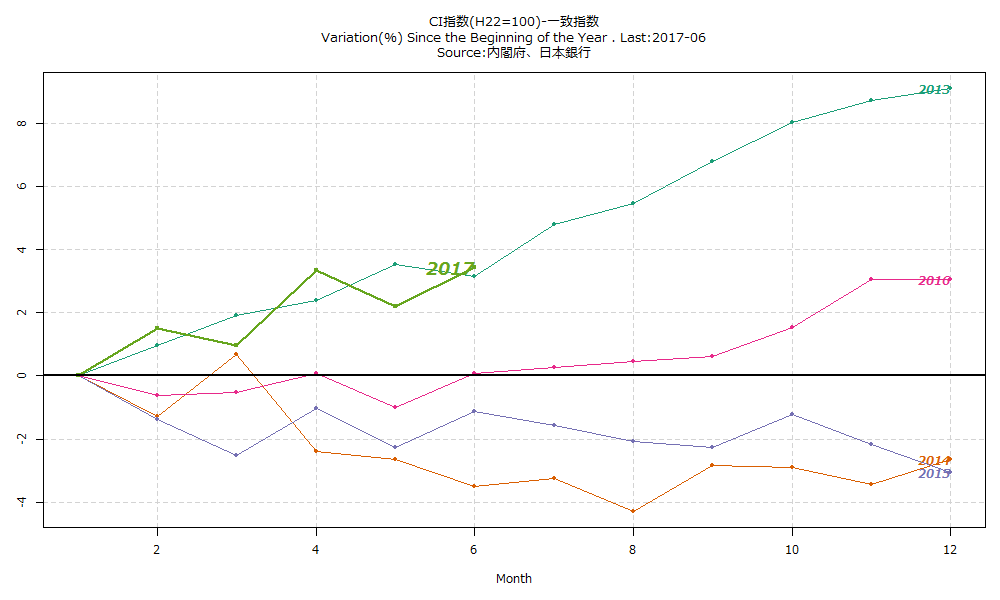 CI指数(H22=100)-一致指数
Variation(%) Since the Beginning of the Year . Last:2017-06
Source:内閣府、日本銀行
2013
8
6
4
2017
2016
2
0
-2
2014
2015
-4
2 4 6 8 10 12
Month